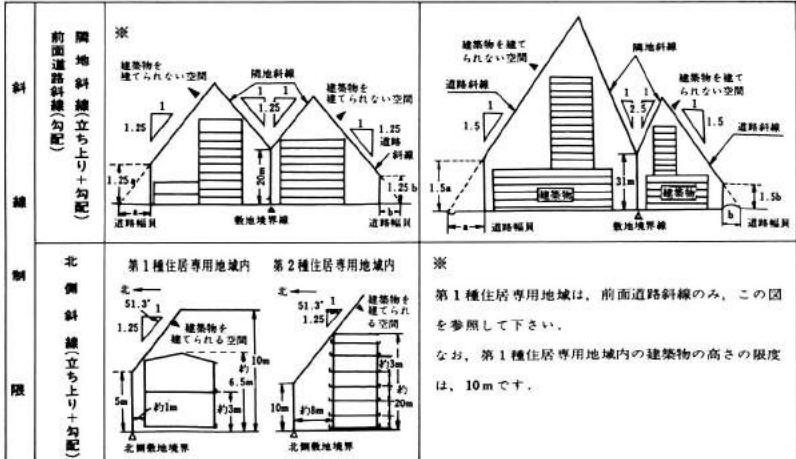 斜線制限
前面道路斜線(勾配)
隣地斜線(立ち上り+勾配)
※
建築物を
建てられない空間
隣地斜線
建築物を
建てられない空間
1
1.25
1 1
1.25
1
1.25
道路
斜線
1.25a
20m
1.25b
a
b
道路幅員
敷地境界線
道路幅員
建築物を建て
られない空間
隣地斜線
建築物を建て
られない空間
道路斜線
1
1.5
1 1
2.5
1
1.5
道路斜線
1.5a
31m
1.5b
建築物
建築物
a
b
道路幅員
敷地境界線
道路幅員
北側斜線(立ち上り+勾配)
第1種住居専用地域内
北
51.3°
1
1.25
建築物を
建てられる空間
5m
約1m
約3m
約
6.5m
10m
北側敷地境界
第2種住居専用地域内
北
51.3°
1
1.25
建築物を
建てられ
る空間
10m
約8m
約3m
約
20m
北側敷地境界
※
第1種住居専用地域は,前面道路斜線のみ,この図
を参照して下さい.
なお,第1種住居専用地域内の建築物の高さの限度
は,10mです.